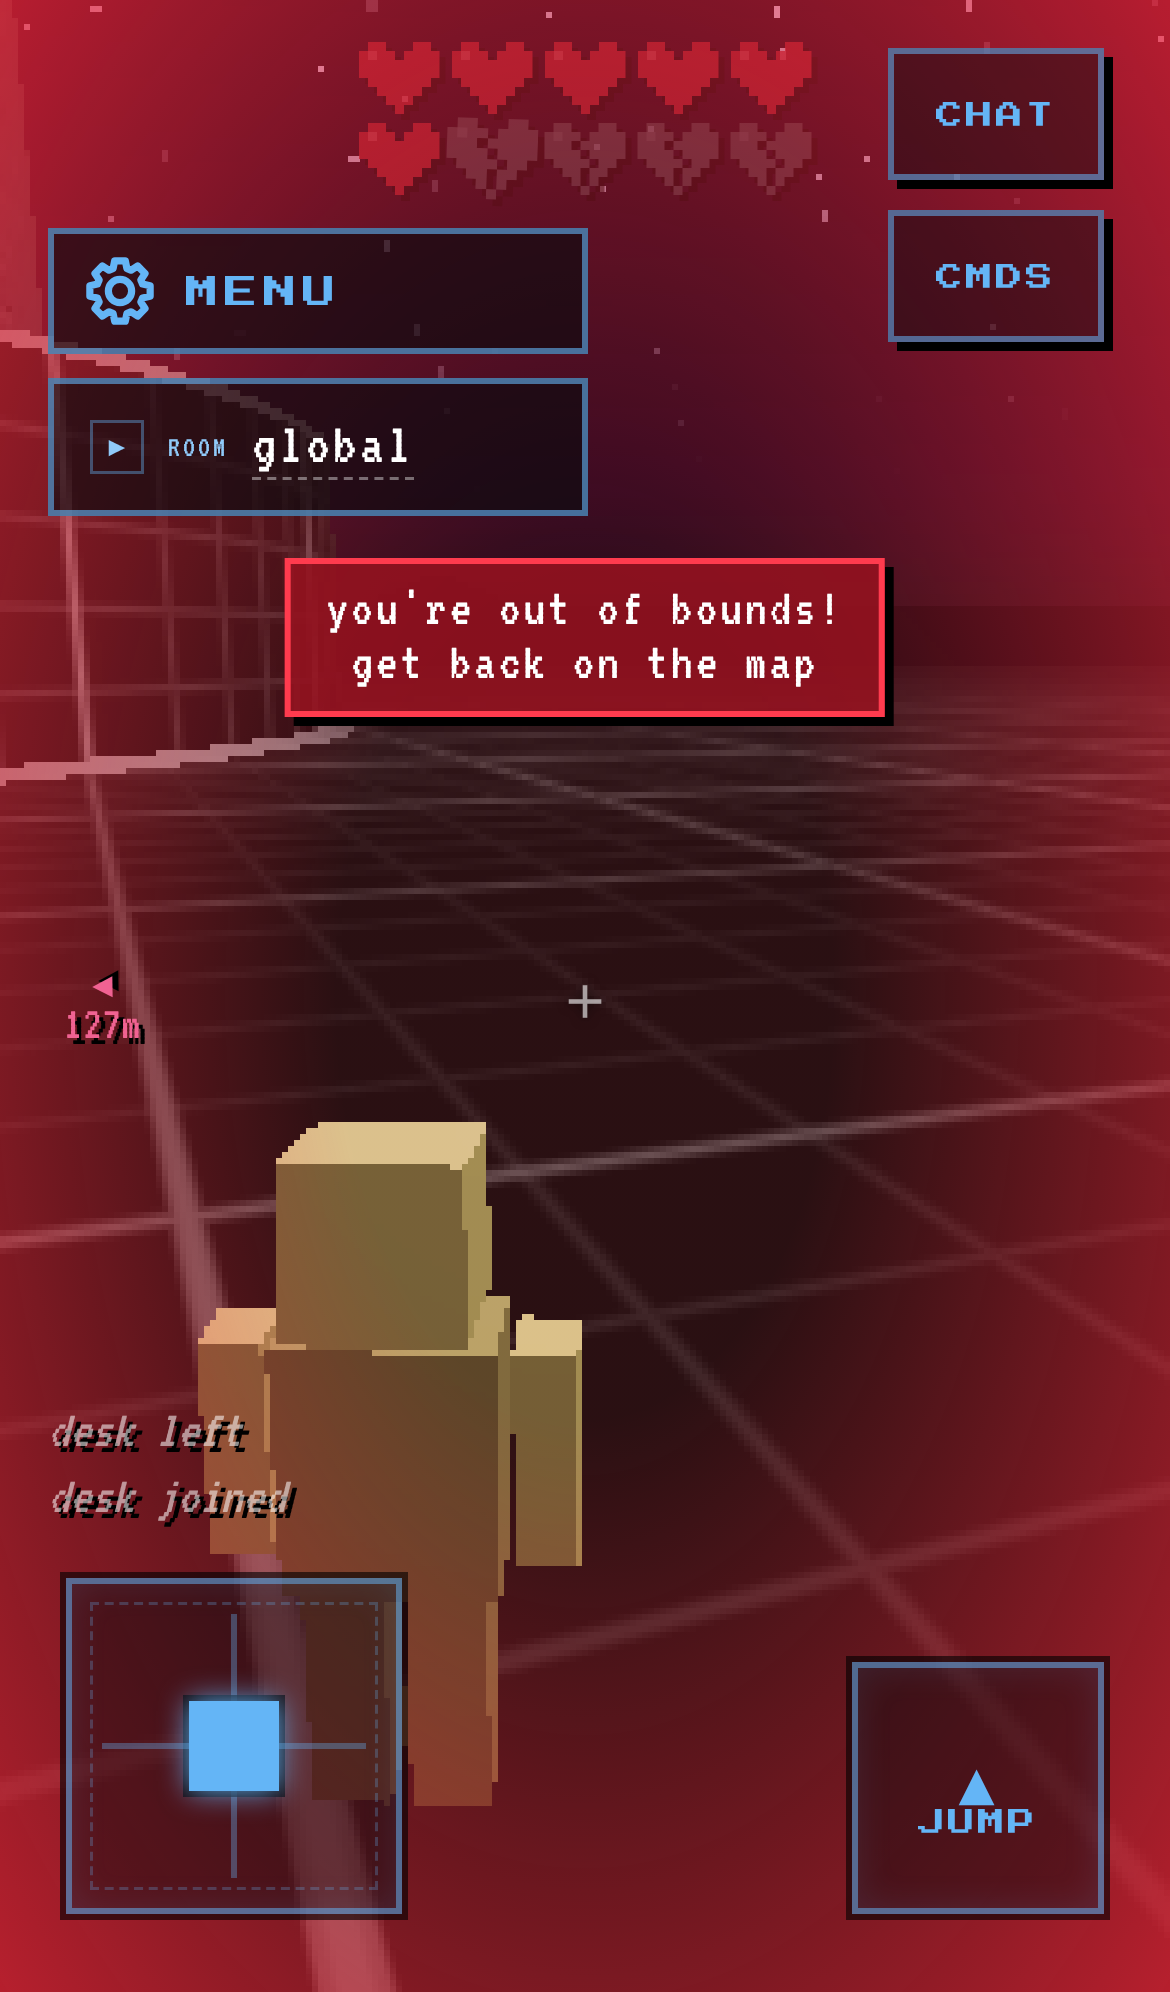 CHAT
CMDS
MENU
ROOM global
you're out of bounds!
get back on the map
127m
desk left
desk joined
JUMP